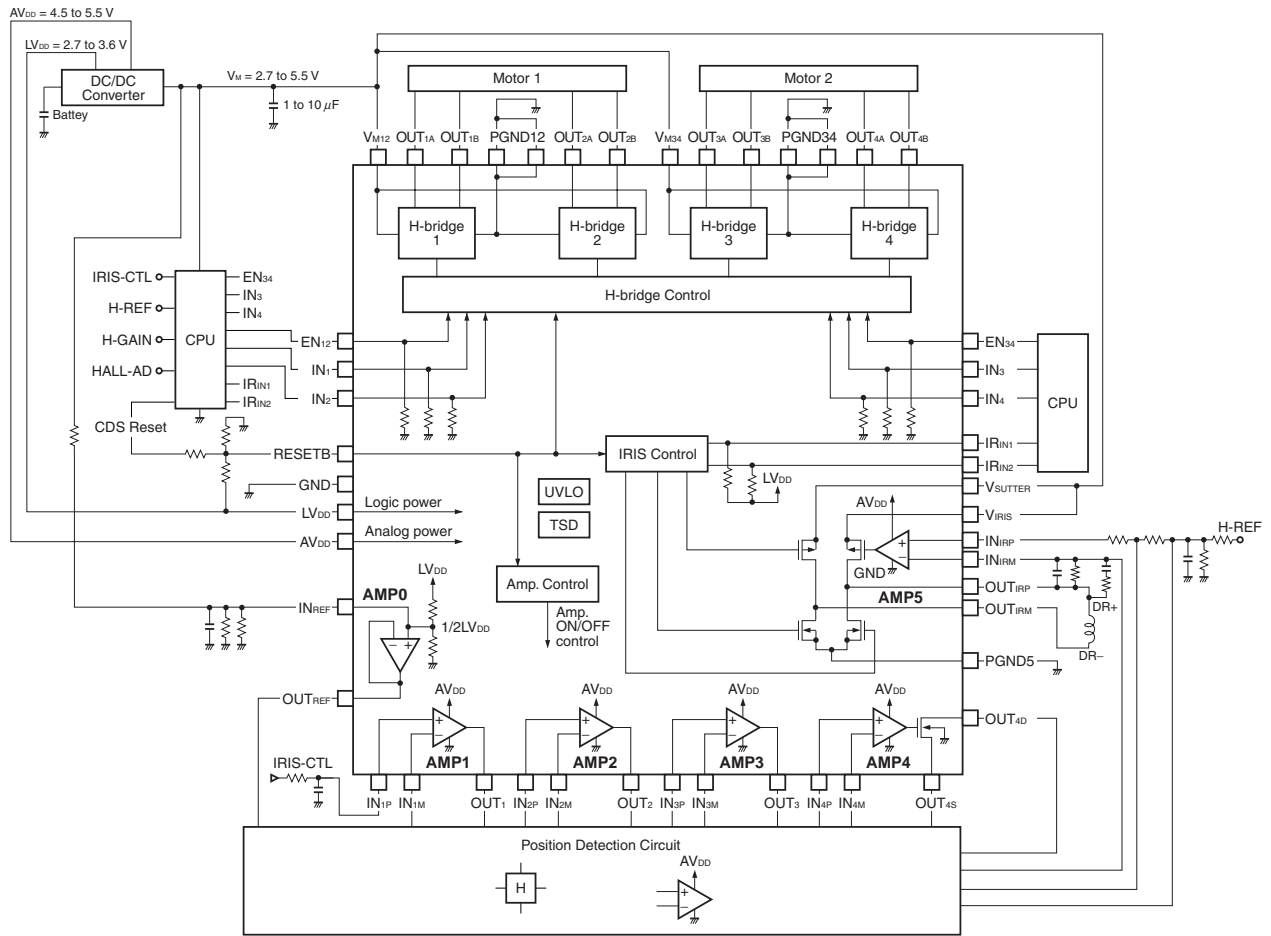 AVDD = 4.5 to 5.5 V
LVDD = 2.7 to 3.6 V
DC/DC
Converter
Battey
VM = 2.7 to 5.5 V
1 to 10 μF
Motor 1
Motor 2
VM12
OUT1A
OUT1B
PGND12
OUT2A
OUT2B
VM34
OUT3A
OUT3B
PGND34
OUT4A
OUT4B
H-bridge
1
H-bridge
2
H-bridge
3
H-bridge
4
H-bridge Control
IRIS-CTL
H-REF
H-GAIN
HALL-AD
CPU
EN34
IN3
IN4
IRIN1
IRIN2
CDS Reset
EN12
IN1
IN2
RESETB
GND
LVDD
Logic power
AVDD
Analog power
INREF
OUTREF
AMP0
LVDD
1/2LVDD
UVLO
TSD
Amp. Control
Amp.
ON/OFF
control
IRIS Control
LVDD
AVDD
GND
AMP5
EN34
IN3
IN4
IRIN1
IRIN2
CPU
VSUTTER
VIRIS
INIRP
INIRM
OUTIRP
OUTIRM
PGND5
OUT4D
H-REF
DR+
DR−
AVDD
AMP1
AVDD
AMP2
AVDD
AMP3
AVDD
AMP4
IRIS-CTL
IN1P
IN1M
OUT1
IN2P
IN2M
OUT2
IN3P
IN3M
OUT3
IN4P
IN4M
OUT4S
Position Detection Circuit
H
AVDD